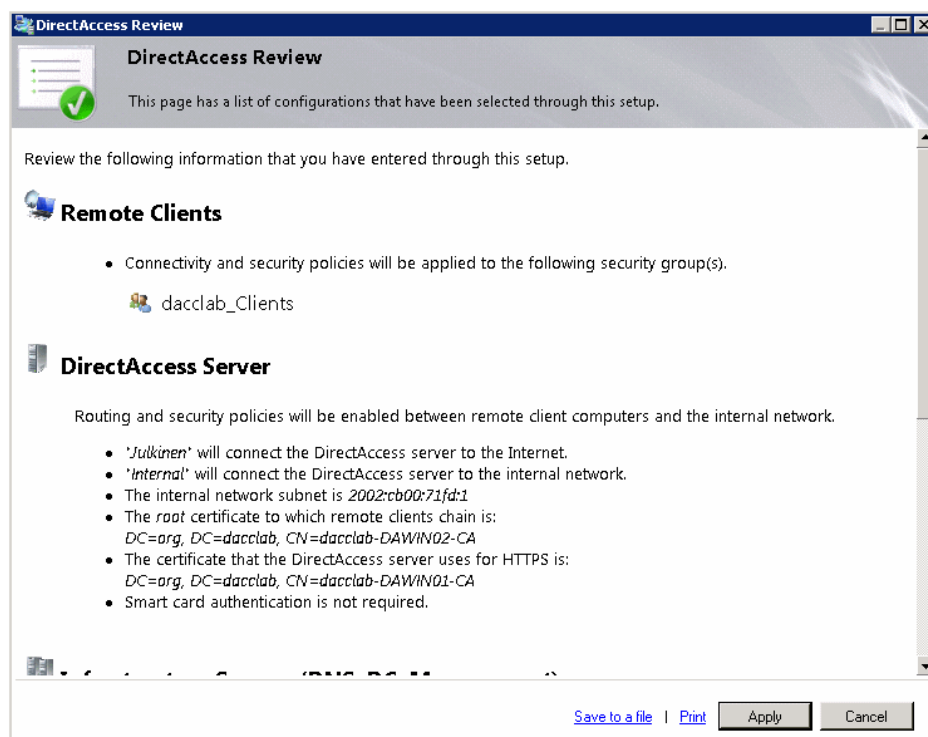 DirectAccess Review
DirectAccess Review
This page has a list of configurations that have been selected through this setup.
Review the following information that you have entered through this setup.
Remote Clients
Connectivity and security policies will be applied to the following security group(s).
dacclab_Clients
DirectAccess Server
Routing and security policies will be enabled between remote client computers and the internal network.
'Julkinen' will connect the DirectAccess server to the Internet.
'Internal' will connect the DirectAccess server to the internal network.
The internal network subnet is 2002:cb00:71fd:1
The root certificate to which remote clients chain is:
DC=org, DC=dacclab, CN=dacclab-DAWIN02-CA
The certificate that the DirectAccess server uses for HTTPS is:
DC=org, DC=dacclab, CN=dacclab-DAWIN01-CA
Smart card authentication is not required.
Save to a file | Print Apply Cancel